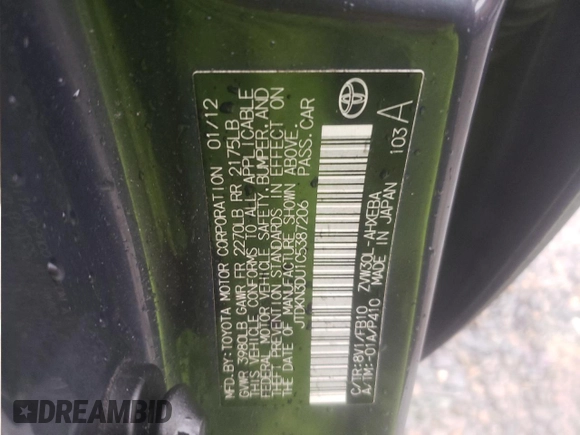 MFD. BY: TOYOTA MOTOR CORPORATION 01/12
GVWR 3980LB GAWR FR 2270LB RR 2175LB
THIS VEHICLE CONFORMS TO ALL APPLICABLE
FEDERAL MOTOR VEHICLE SAFETY, BUMPER, AND
THEFT PREVENTION STANDARDS IN EFFECT ON
THE DATE OF MANUFACTURE SHOWN ABOVE.
JTDKN3DU1C5387206 PASS. CAR
C/TR:8V1/FB10 ZVW30L-AHXEBA
A/TM:-01A/P410 MADE IN JAPAN
103 A
DREAMBID